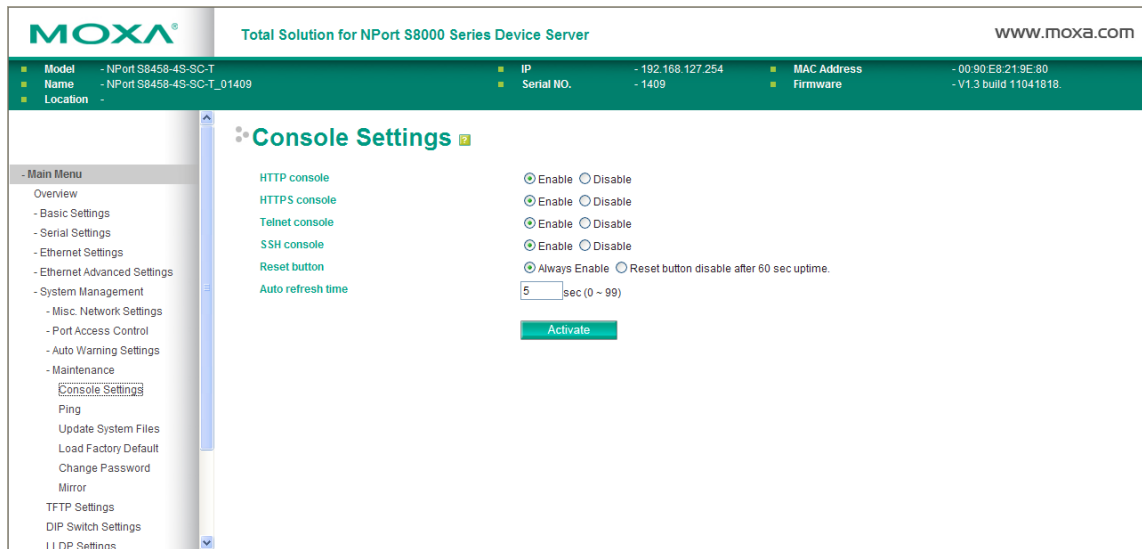 MOXA®
Total Solution for NPort S8000 Series Device Server
www.moxa.com
Model - NPort S8458-4S-SC-T
IP - 192.168.127.254
MAC Address - 00:90:E8:21:9E:80
Name - NPort S8458-4S-SC-T_01409
Serial NO. - 1409
Firmware - V1.3 build 11041818.
Location -
Console Settings
- Main Menu
Overview
- Basic Settings
- Serial Settings
- Ethernet Settings
- Ethernet Advanced Settings
- System Management
- Misc. Network Settings
- Port Access Control
- Auto Warning Settings
- Maintenance
Console Settings
Ping
Update System Files
Load Factory Default
Change Password
Mirror
TFTP Settings
DIP Switch Settings
LLDP Settings
HTTP console Enable Disable
HTTPS console Enable Disable
Telnet console Enable Disable
SSH console Enable Disable
Reset button Always Enable Reset button disable after 60 sec uptime.
Auto refresh time 5 sec (0 ~ 99)
Activate